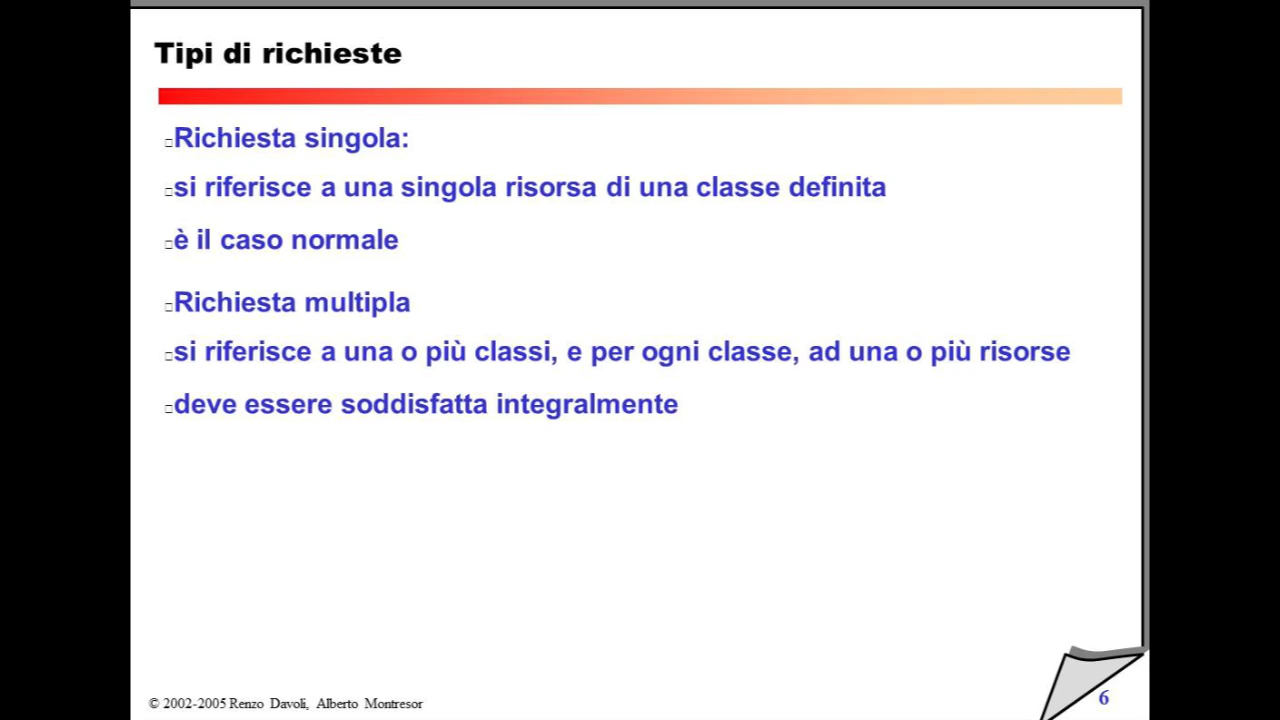 Tipi di richieste
Richiesta singola:
si riferisce a una singola risorsa di una classe definita
è il caso normale
Richiesta multipla
si riferisce a una o più classi, e per ogni classe, ad una o più risorse
deve essere soddisfatta integralmente
© 2002-2005 Renzo Davoli, Alberto Montresor
6